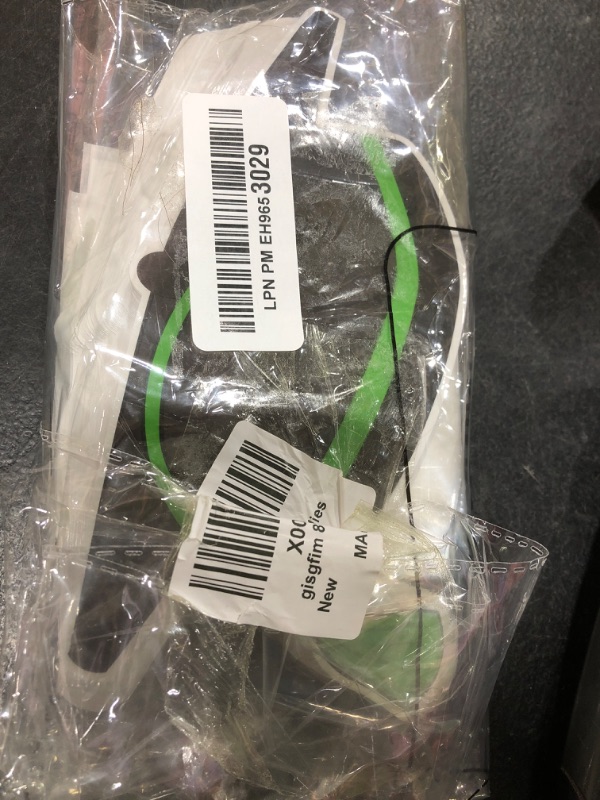 LPN PM EH9653029
X00
gisgfim 8
New
MA